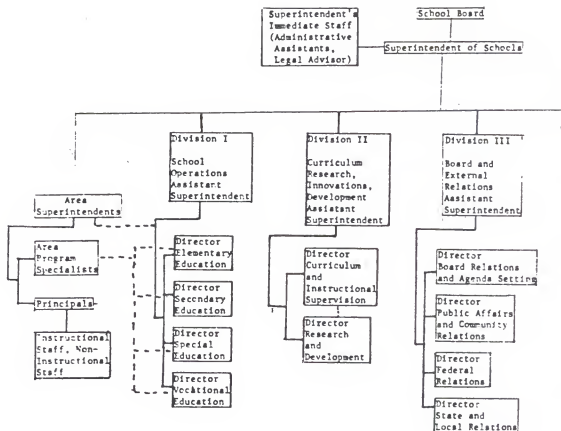 Superintendent's
Immediate Staff
(Administrative
Assistants,
Legal Advisor)
School Board
Superintendent of Schools
Division I
School
Operations
Assistant
Superintendent
Division II
Curriculum
Research,
Innovations,
Development
Assistant
Superintendent
Division III
Board and
External
Relations
Assistant
Superintendent
Area
Superintendents
Area
Program
Specialists
Principals
Instructional
Staff, Non-
Instructional
Staff
Director
Elementary
Education
Director
Secondary
Education
Director
Special
Education
Director
Vocational
Education
Director
Curriculum
and
Instructional
Supervision
Director
Research
and
Development
Director
Board Relations
and Agenda Setting
Director
Public Affairs
and Community
Relations
Director
Federal
Relations
Director
State and
Local Relations